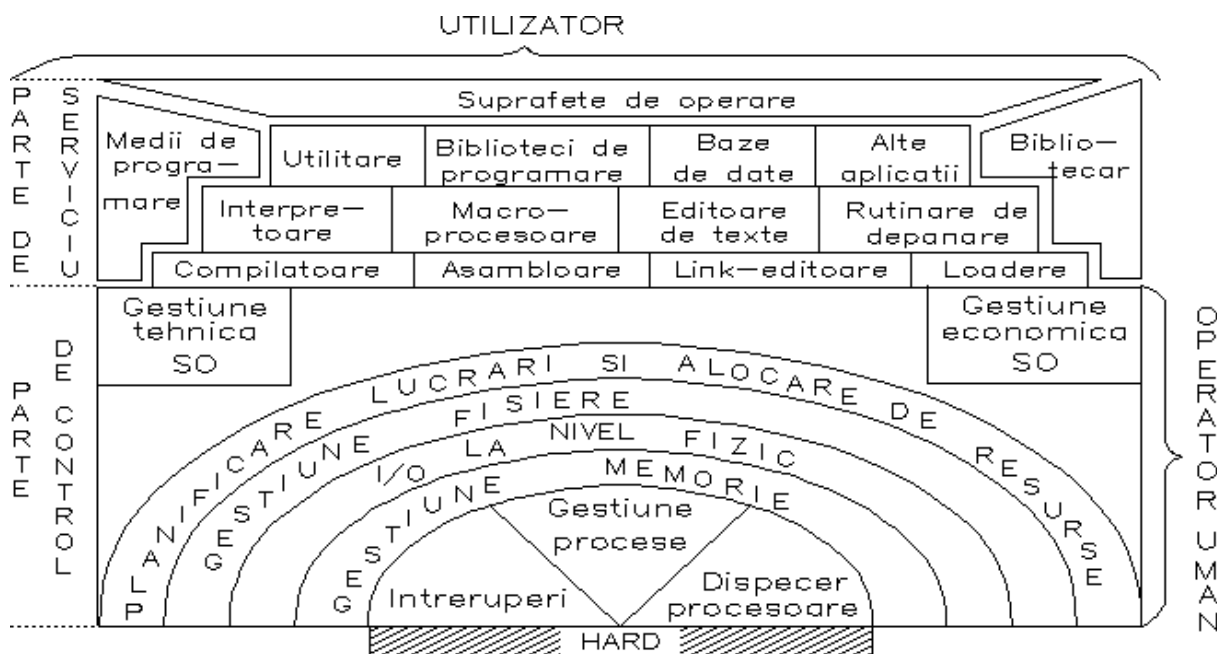 UTILIZATOR
PARTE DE
SERVICIU
Suprafete de operare
Medii de
progra-
mare
Utilitare
Biblioteci de
programare
Baze
de date
Alte
aplicatii
Biblio-
tecar
Interpre-
toare
Macro-
procesoare
Editoare
de texte
Rutinare de
depanare
Compilatoare
Asambloare
Link-editoare
Loadere
PARTE
DE CONTROL
Gestiune
tehnica
SO
Gestiune
economica
SO
OPERATOR UMAN
PLANIFICARE LUCRARI SI ALOCARE DE RESURSE
GESTIUNE FISIERE
I/O LA NIVEL FIZIC
GESTIUNE MEMORIE
Gestiune
procese
Intreruperi
Dispecer
procesoare
HARD